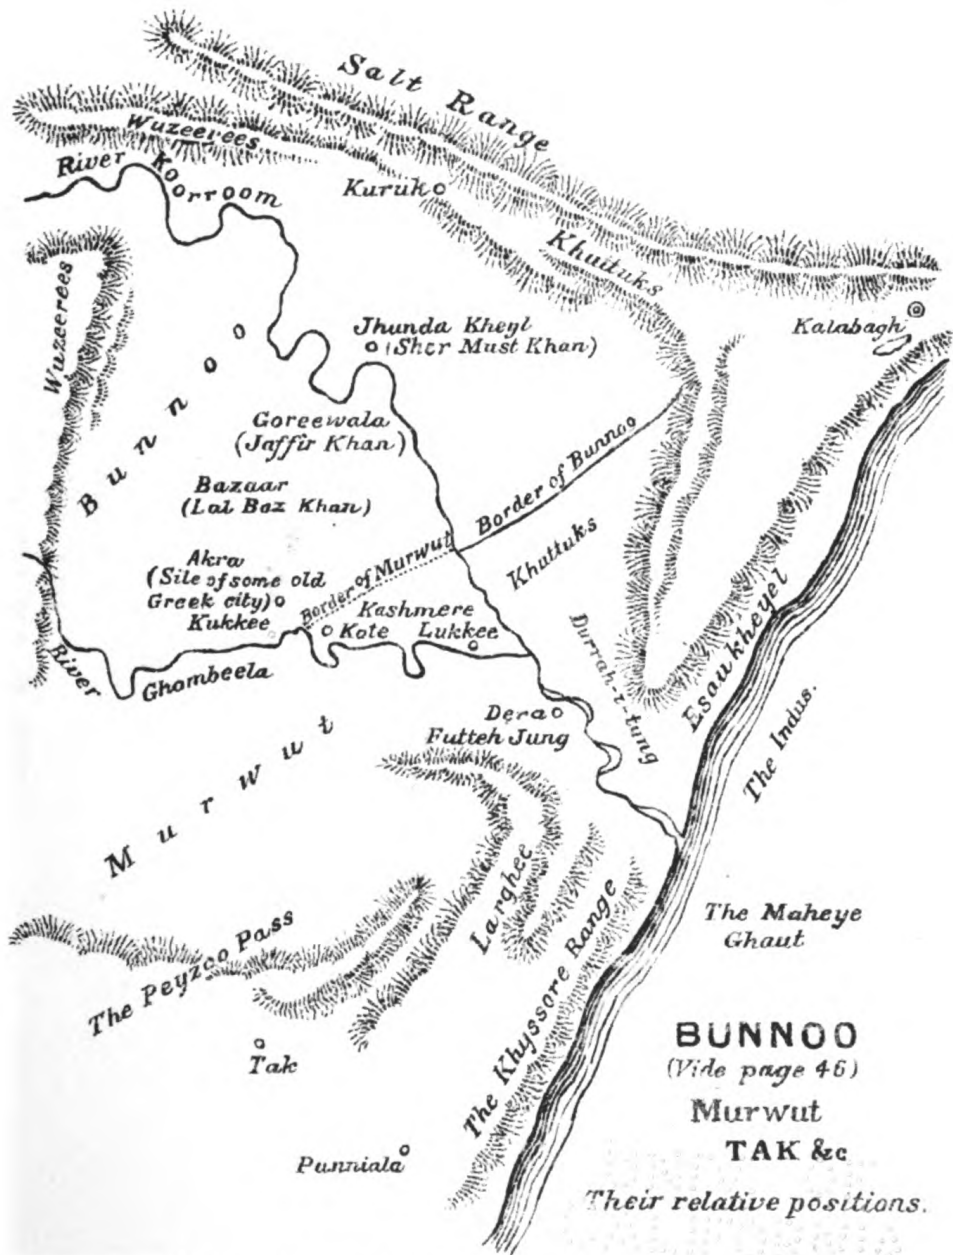 Salt Range
Wuzeerees
River Koorroom
Kuruk
Khuttuks
Wuzeerees
Kalabagh
Jhunda Kheyl
(Sher Must Khan)
Bunnoo
Goreewala
(Jaffir Khan)
Bazaar
(Lal Baz Khan)
Border of Bunnoo
Border of Murwut
Khuttuks
Akra
(Site of some old
Greek city)
Kukkee
Kashmere
Kote
Lukkee
River Ghombeela
Durrah-i-tung
Esaukheyel
The Indus.
Dera
Futteh Jung
Murwut
Larghee
The Peyzoo Pass
The Khyssore Range
The Maheye
Ghaut
Tak
Punniala
BUNNOO
(Vide page 46)
Murwut
TAK &c
Their relative positions.